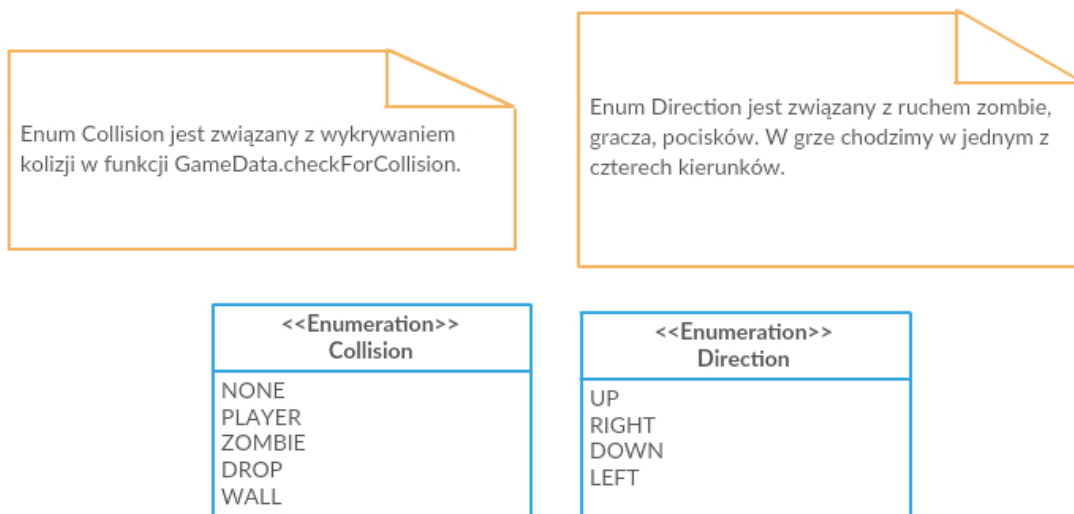 Enum Collision jest związany z wykrywaniem
kolizji w funkcji GameData.checkForCollision.
Enum Direction jest związany z ruchem zombie,
gracza, pocisków. W grze chodzimy w jednym z
czterech kierunków.
<<Enumeration>>
Collision
NONE
PLAYER
ZOMBIE
DROP
WALL
<<Enumeration>>
Direction
UP
RIGHT
DOWN
LEFT